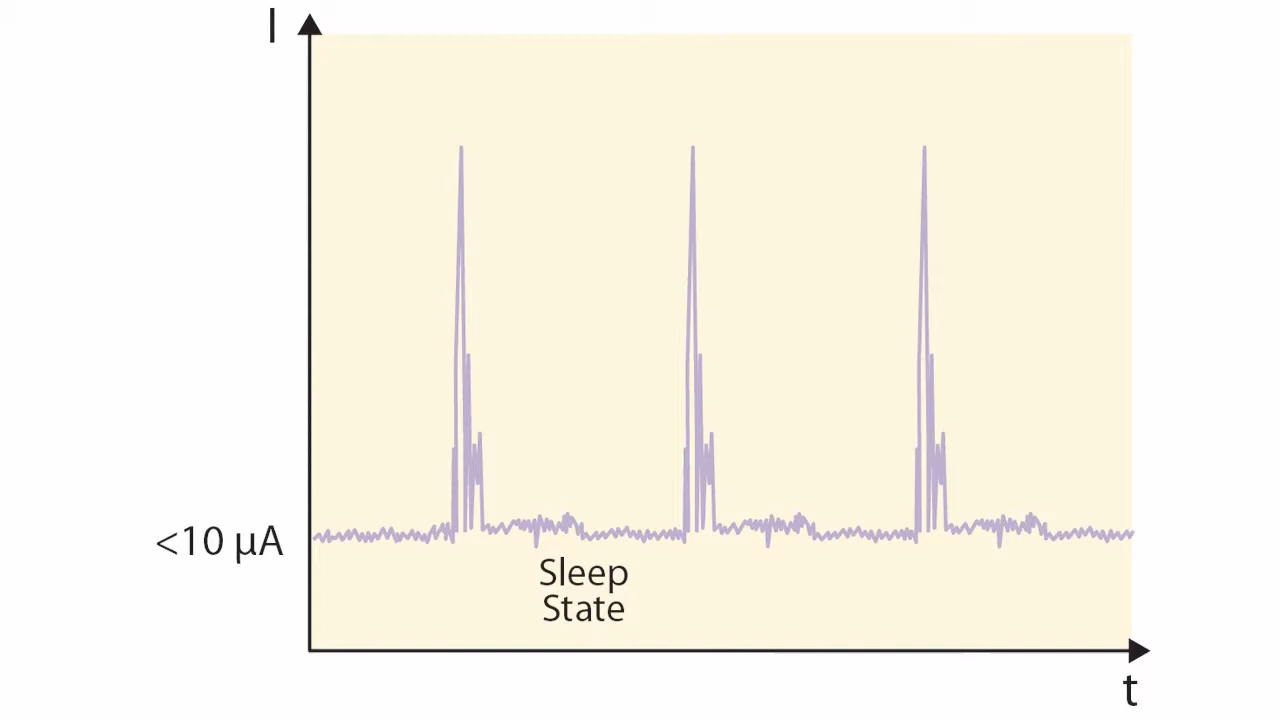 I
<10 μA
Sleep
State
t